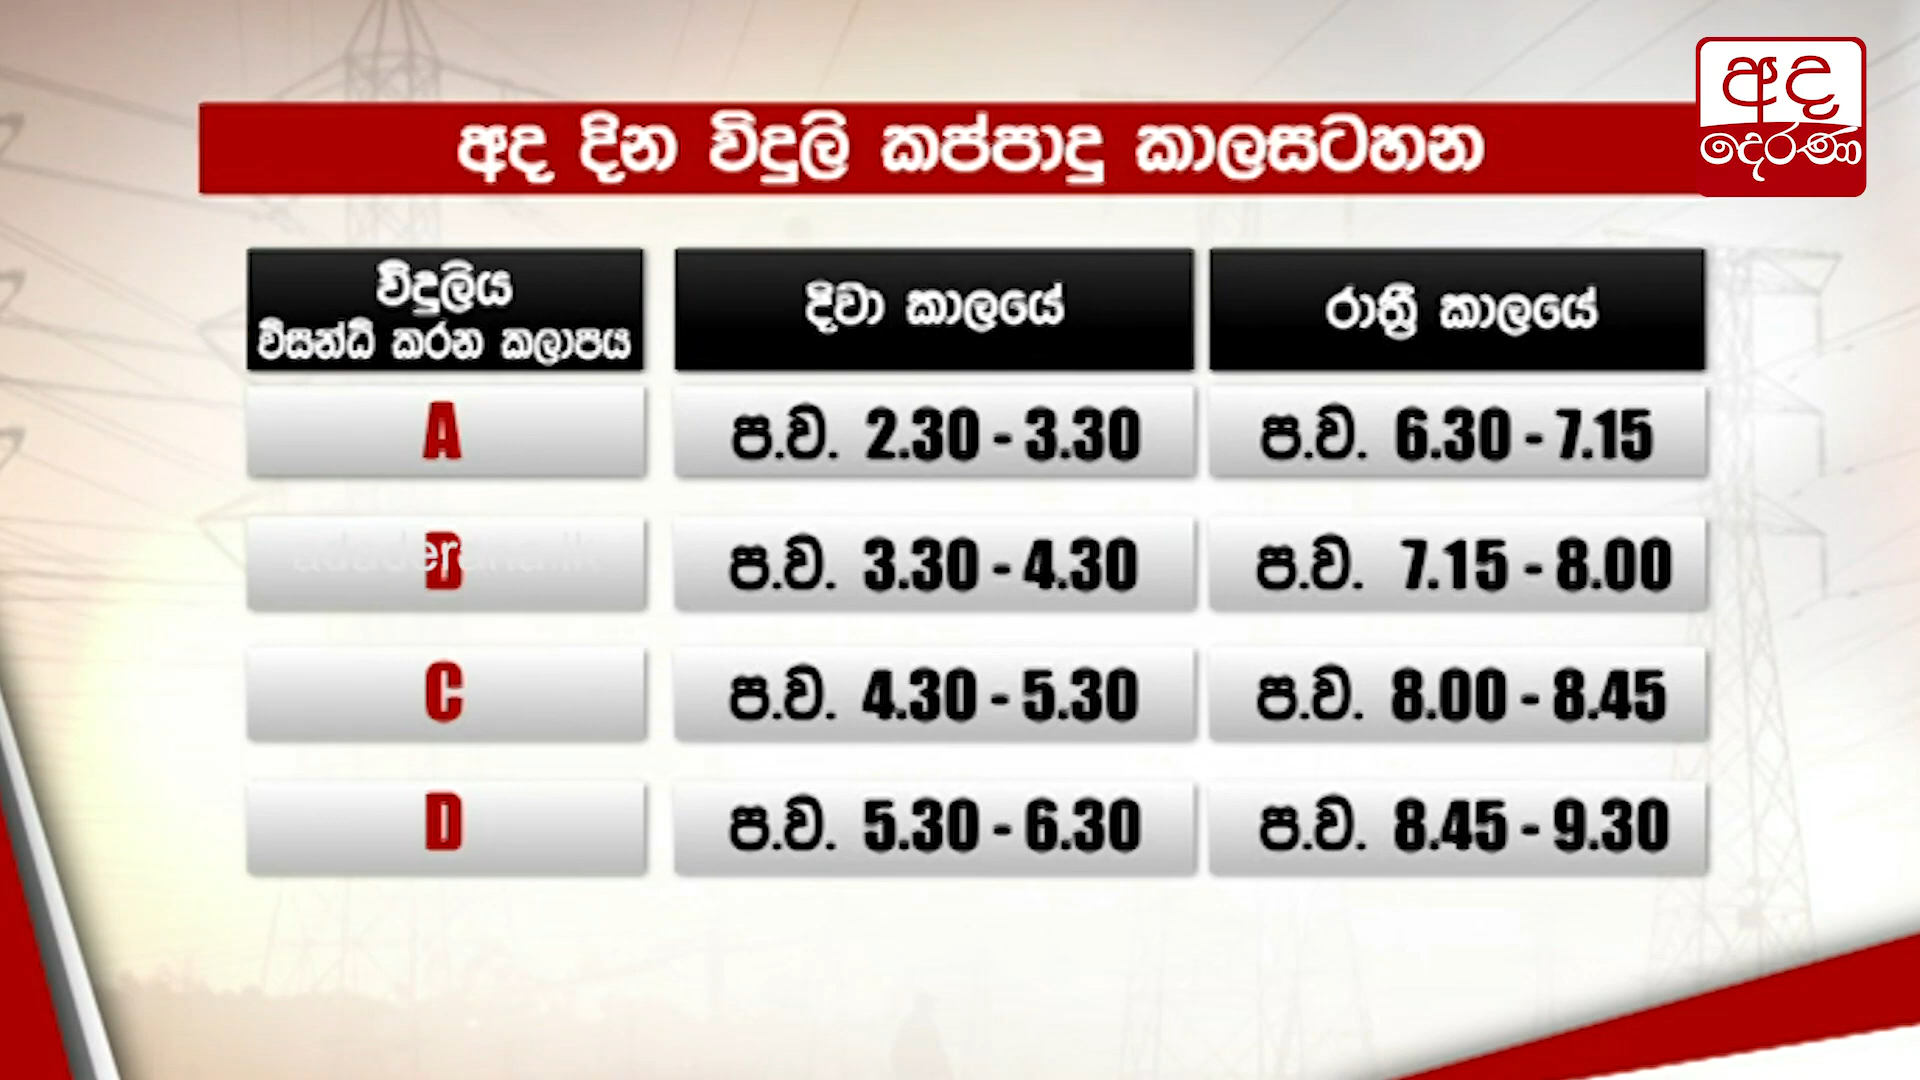 අද
දෙරණ
අද දින විදුලි කප්පාදු කාලසටහන
විදුලිය
විසන්ධි කරන කලාපය
දිවා කාලයේ
රාත්‍රී කාලයේ
A
ප.ව. 2.30 - 3.30
ප.ව. 6.30 - 7.15
B
adaderana.lk
ප.ව. 3.30 - 4.30
ප.ව. 7.15 - 8.00
C
ප.ව. 4.30 - 5.30
ප.ව. 8.00 - 8.45
D
ප.ව. 5.30 - 6.30
ප.ව. 8.45 - 9.30